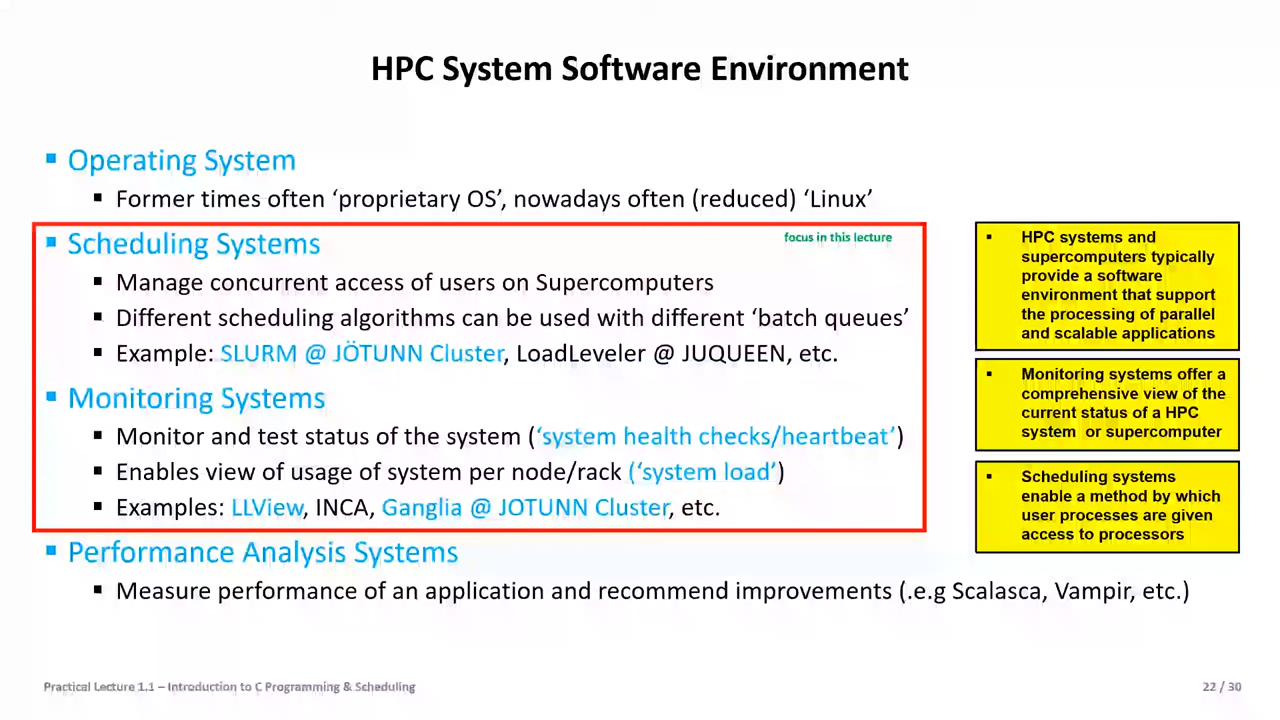 HPC System Software Environment
▪ Operating System
▪ Former times often ‘proprietary OS’, nowadays often (reduced) ‘Linux’
▪ Scheduling Systems
focus in this lecture
▪ Manage concurrent access of users on Supercomputers
▪ Different scheduling algorithms can be used with different ‘batch queues’
▪ Example: SLURM @ JÖTUNN Cluster, LoadLeveler @ JUQUEEN, etc.
▪ Monitoring Systems
▪ Monitor and test status of the system (‘system health checks/heartbeat’)
▪ Enables view of usage of system per node/rack (‘system load’)
▪ Examples: LLView, INCA, Ganglia @ JOTUNN Cluster, etc.
▪ Performance Analysis Systems
▪ Measure performance of an application and recommend improvements (.e.g Scalasca, Vampir, etc.)
▪ HPC systems and
supercomputers typically
provide a software
environment that support
the processing of parallel
and scalable applications
▪ Monitoring systems offer a
comprehensive view of the
current status of a HPC
system or supercomputer
▪ Scheduling systems
enable a method by which
user processes are given
access to processors
Practical Lecture 1.1 – Introduction to C Programming & Scheduling
22 / 30